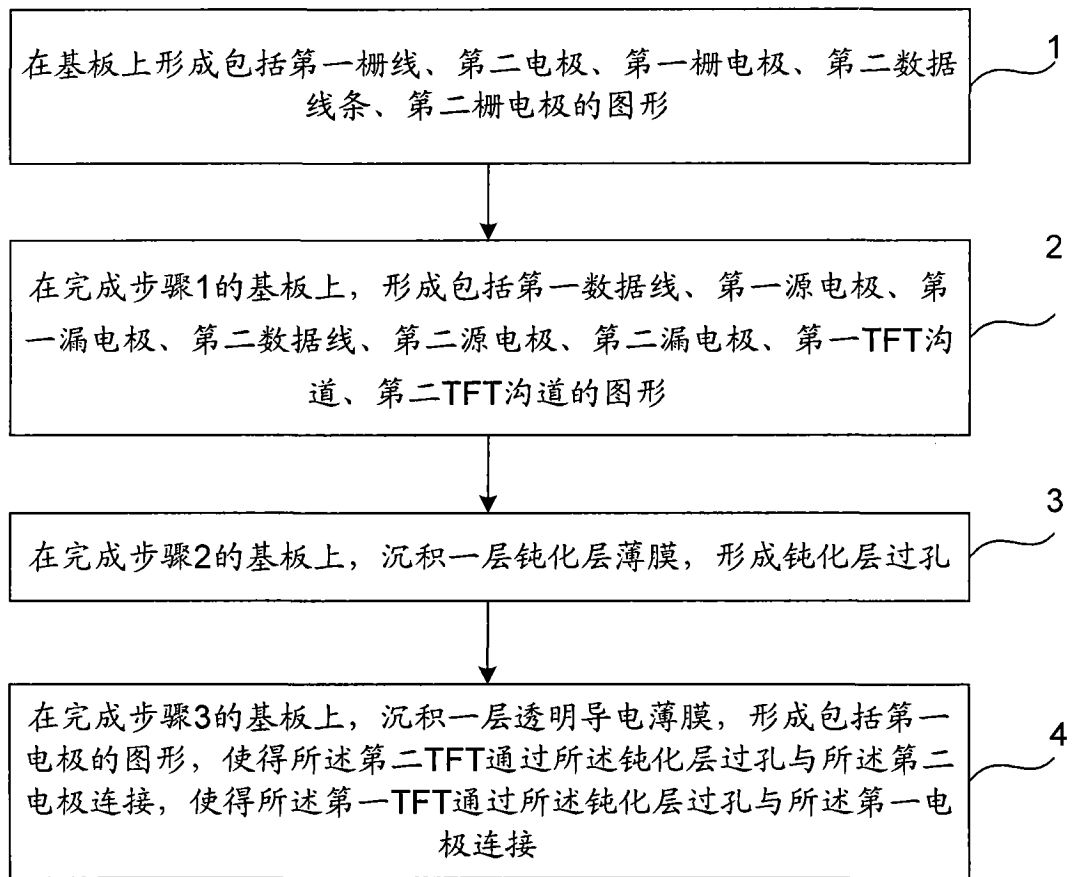 在基板上形成包括第一栅线、第二电极、第一栅电极、第二数据
线条、第二栅电极的图形
1
在完成步骤1的基板上，形成包括第一数据线、第一源电极、第
一漏电极、第二数据线、第二源电极、第二漏电极、第一TFT沟
道、第二TFT沟道的图形
2
在完成步骤2的基板上，沉积一层钝化层薄膜，形成钝化层过孔
3
在完成步骤3的基板上，沉积一层透明导电薄膜，形成包括第一
电极的图形，使得所述第二TFT通过所述钝化层过孔与所述第二
电极连接，使得所述第一TFT通过所述钝化层过孔与所述第一电
极连接
4